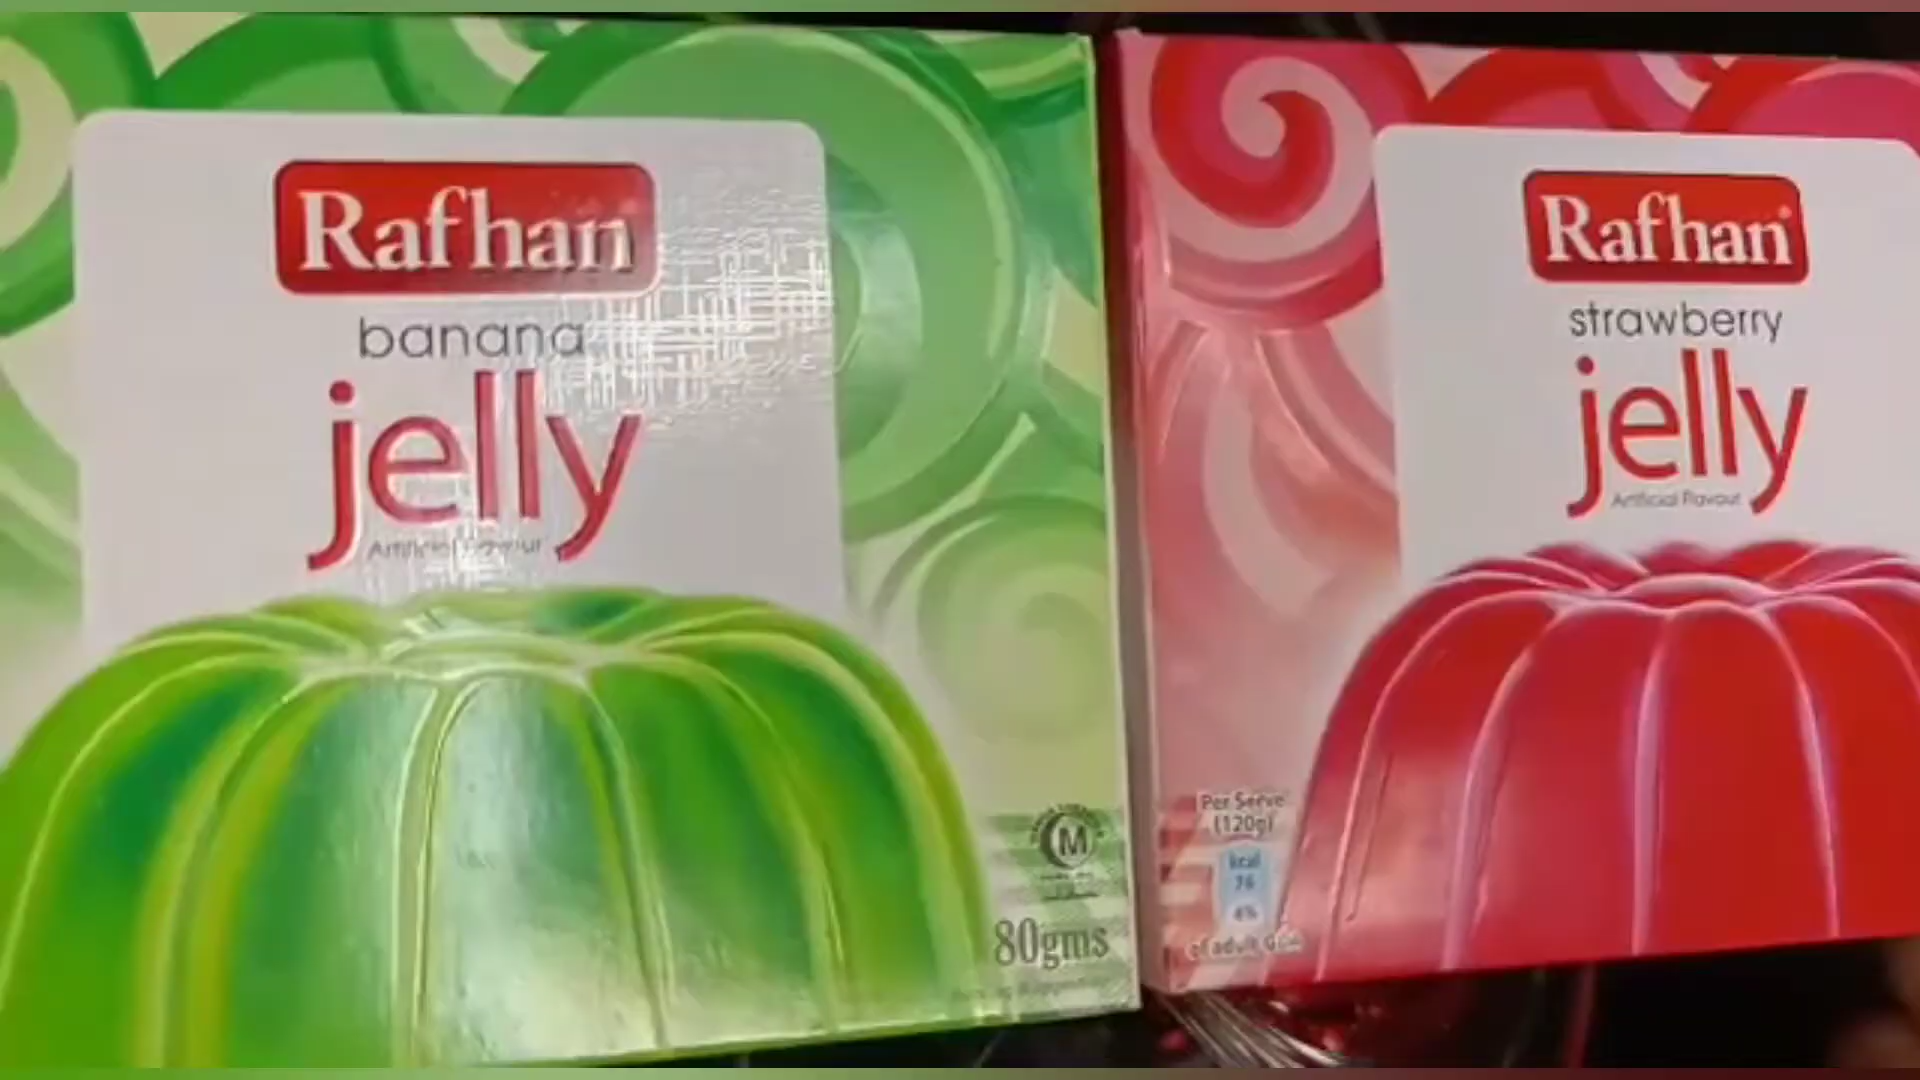 Rafhan
banana
jelly
Artificial Flavour
80gms
Rafhan
strawberry
jelly
Artificial Flavour
Per Serve
(120g)
kcal
76
4%
of adult GDA
M